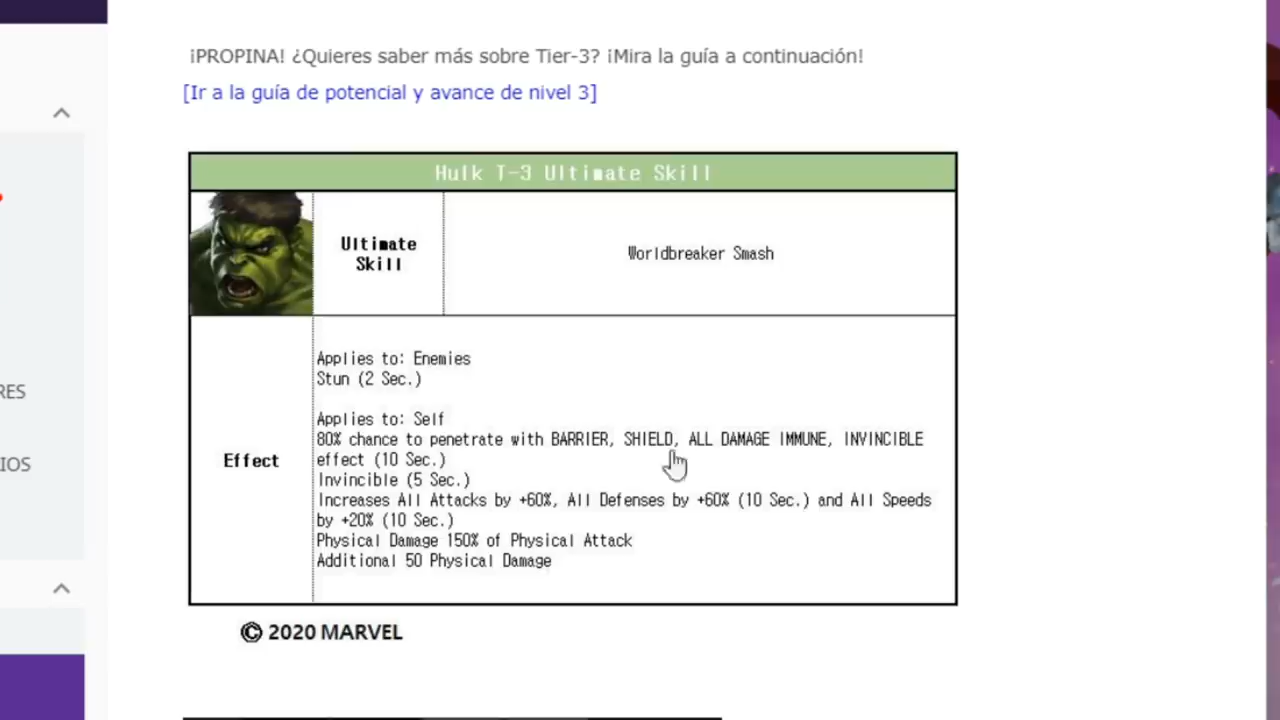 ¡PROPINA! ¿Quieres saber más sobre Tier-3? ¡Mira la guía a continuación!
[Ir a la guía de potencial y avance de nivel 3]
Hulk T-3 Ultimate Skill
Ultimate
Skill
Worldbreaker Smash
Effect
Applies to: Enemies
Stun (2 Sec.)
Applies to: Self
80% chance to penetrate with BARRIER, SHIELD, ALL DAMAGE IMMUNE, INVINCIBLE
effect (10 Sec.)
Invincible (5 Sec.)
Increases All Attacks by +60%, All Defenses by +60% (10 Sec.) and All Speeds
by +20% (10 Sec.)
Physical Damage 150% of Physical Attack
Additional 50 Physical Damage
© 2020 MARVEL
RES
IOS